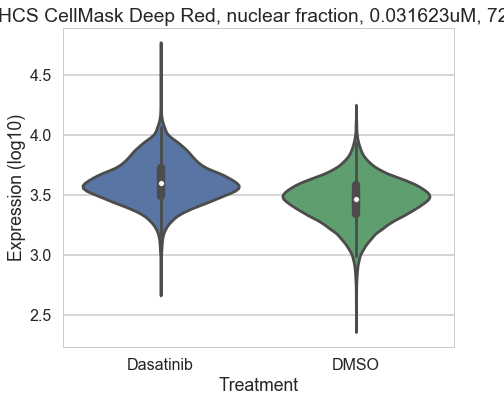 HCS CellMask Deep Red, nuclear fraction, 0.031623uM, 72
Expression (log10)
4.5
4.0
3.5
3.0
2.5
Dasatinib DMSO
Treatment